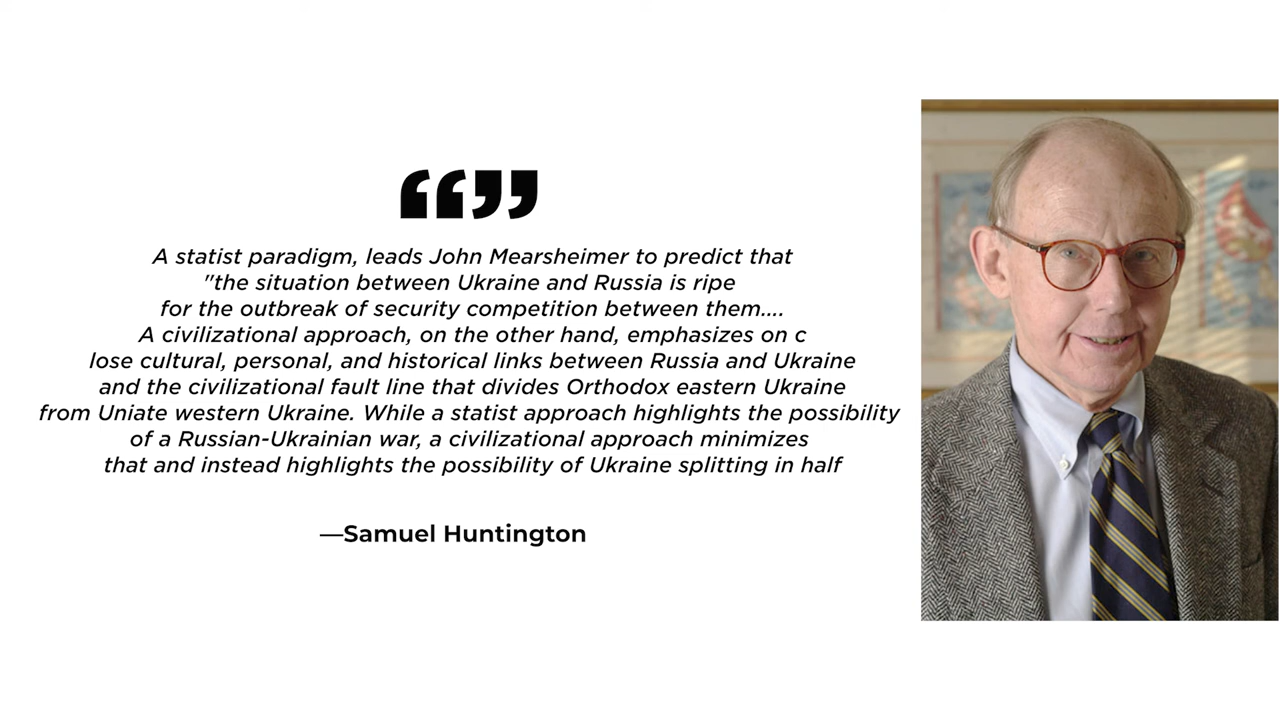 “”
A statist paradigm, leads John Mearsheimer to predict that
"the situation between Ukraine and Russia is ripe
for the outbreak of security competition between them....
A civilizational approach, on the other hand, emphasizes on c
lose cultural, personal, and historical links between Russia and Ukraine
and the civilizational fault line that divides Orthodox eastern Ukraine
from Uniate western Ukraine. While a statist approach highlights the possibility
of a Russian-Ukrainian war, a civilizational approach minimizes
that and instead highlights the possibility of Ukraine splitting in half
—Samuel Huntington